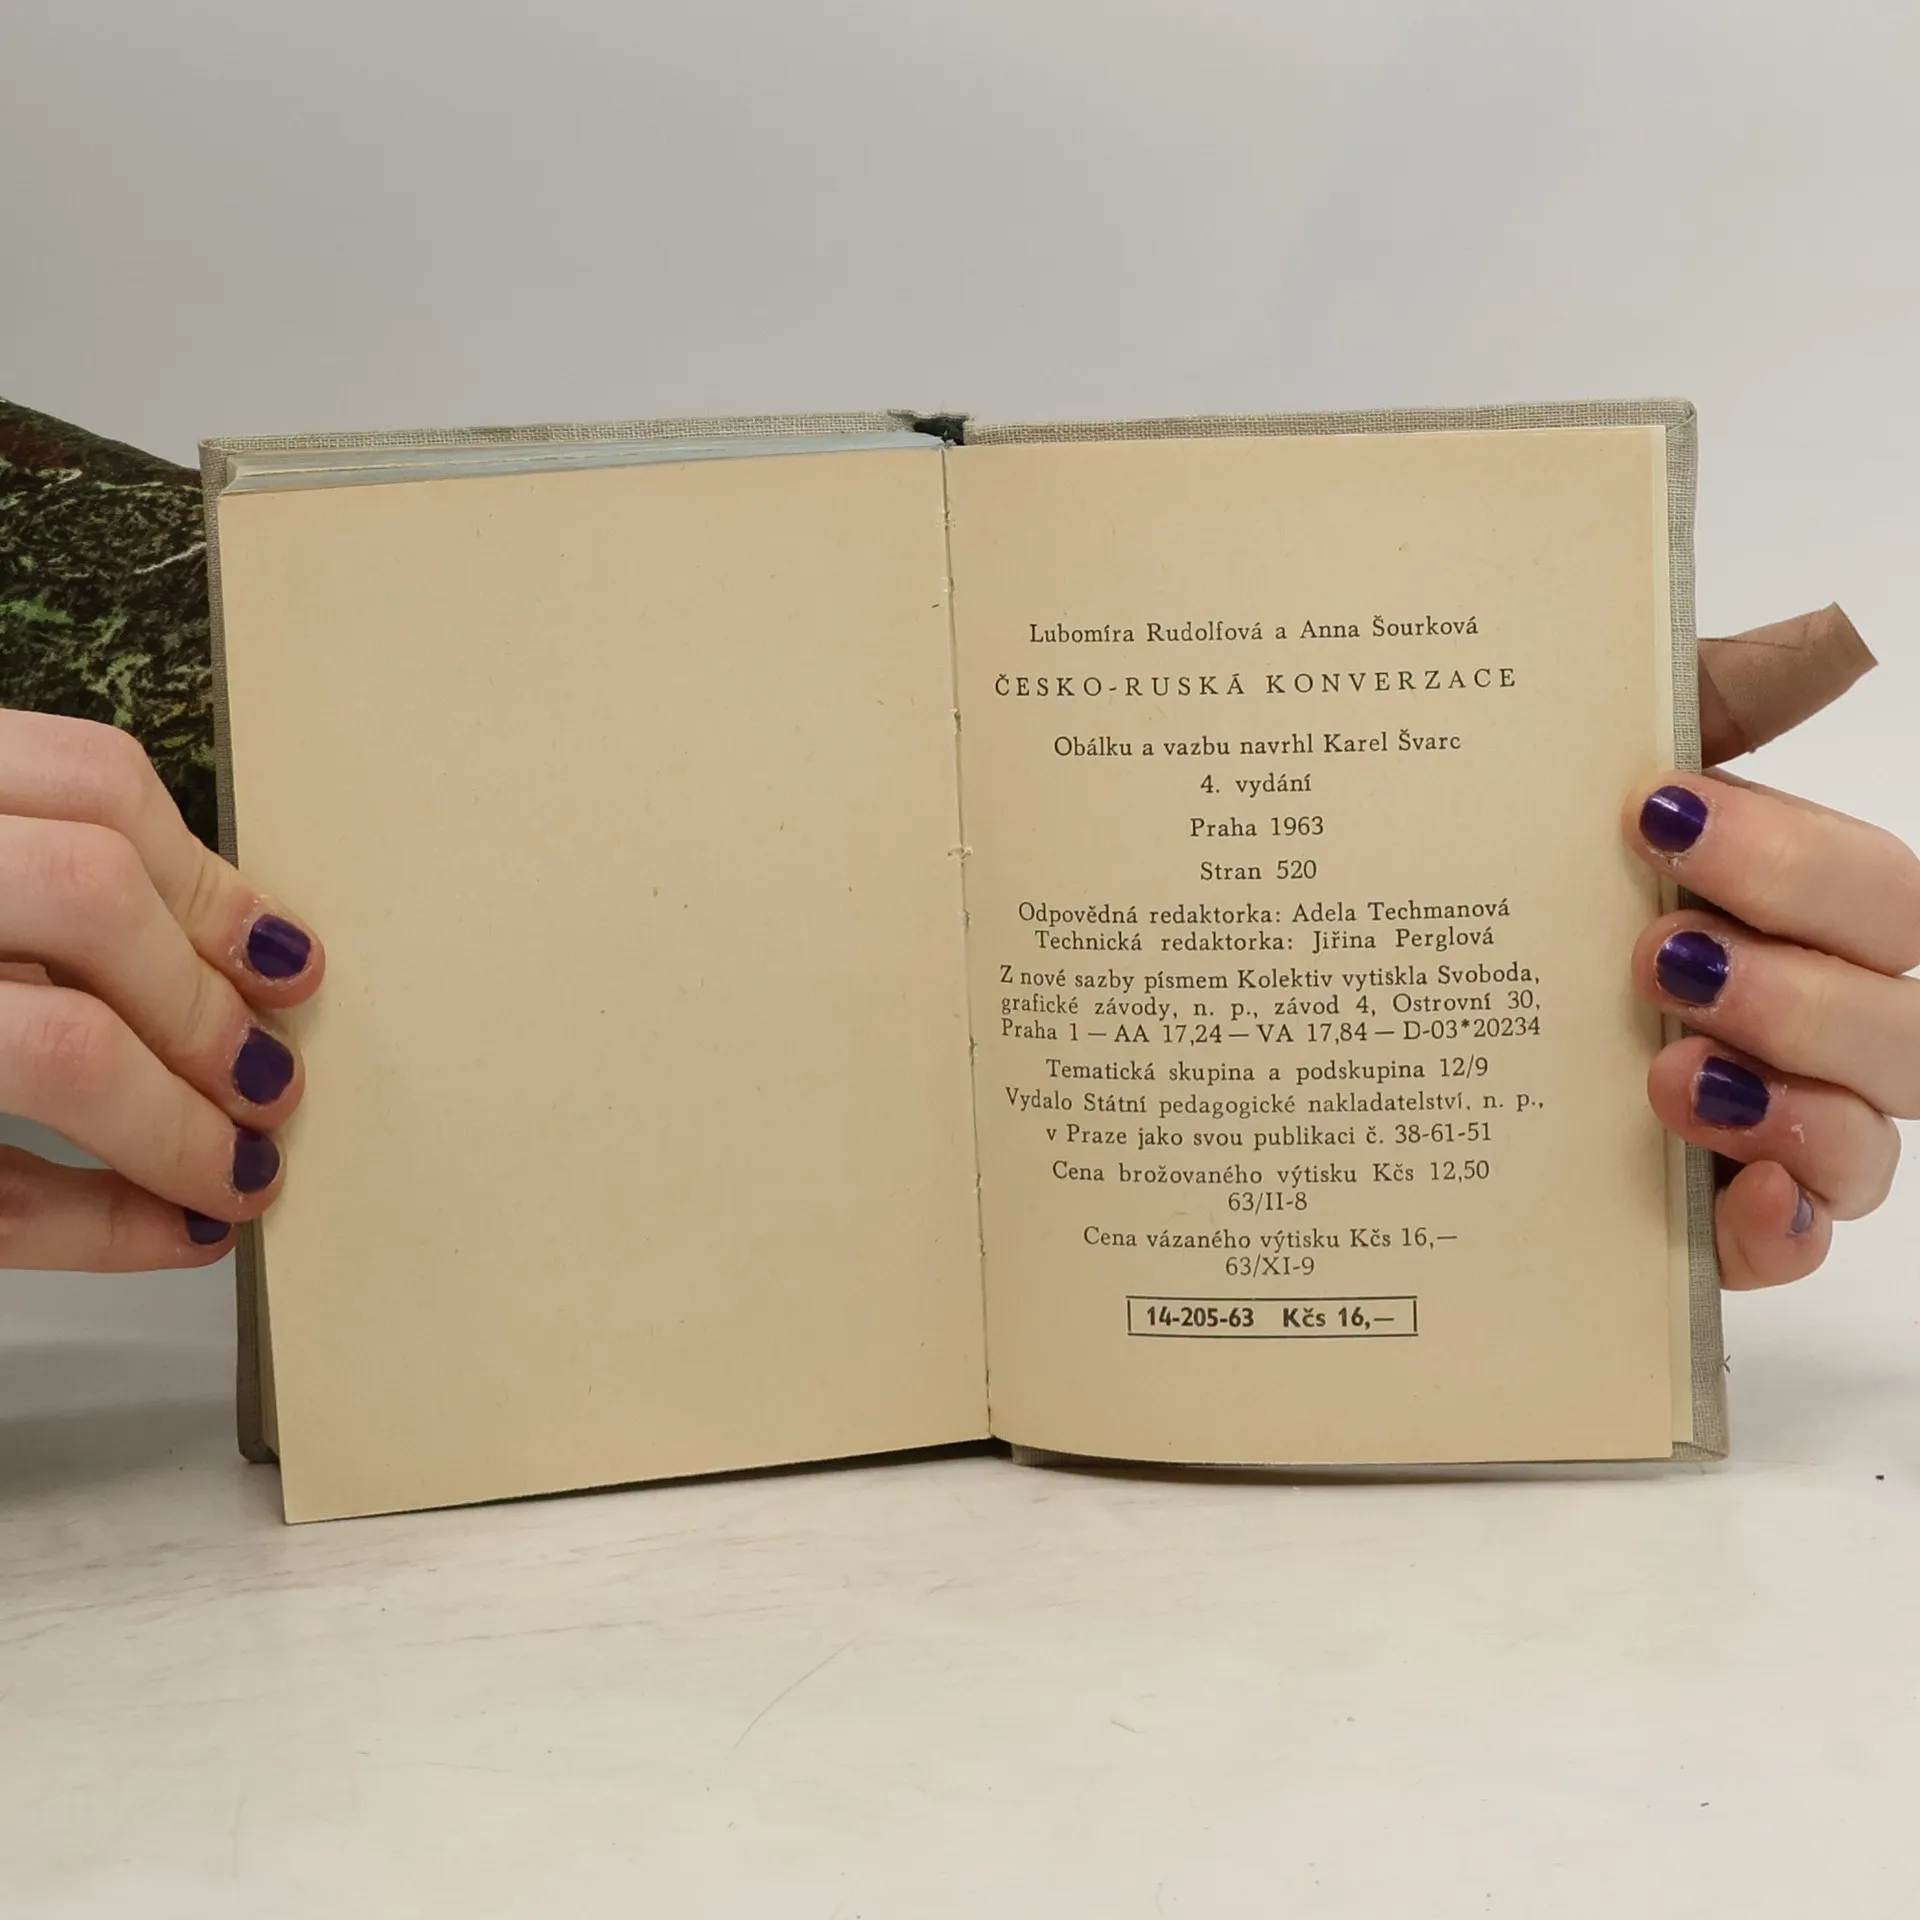 Lubomíra Rudolfová a Anna Šourková
ČESKO-RUSKÁ KONVERZACE
Obálku a vazbu navrhl Karel Švarc
4. vydání
Praha 1963
Stran 520
Odpovědná redaktorka: Adela Techmanová
Technická redaktorka: Jiřina Perglová
Z nové sazby písmem Kolektiv vytiskla Svoboda,
grafické závody, n. p., závod 4, Ostrovní 30,
Praha 1 — AA 17,24 — VA 17,84 — D-03*20234
Tematická skupina a podskupina 12/9
Vydalo Státní pedagogické nakladatelství, n. p.,
v Praze jako svou publikaci č. 38-61-51
Cena brožovaného výtisku Kčs 12,50
63/II-8
Cena vázaného výtisku Kčs 16,—
63/XI-9
14-205-63 Kčs 16,—